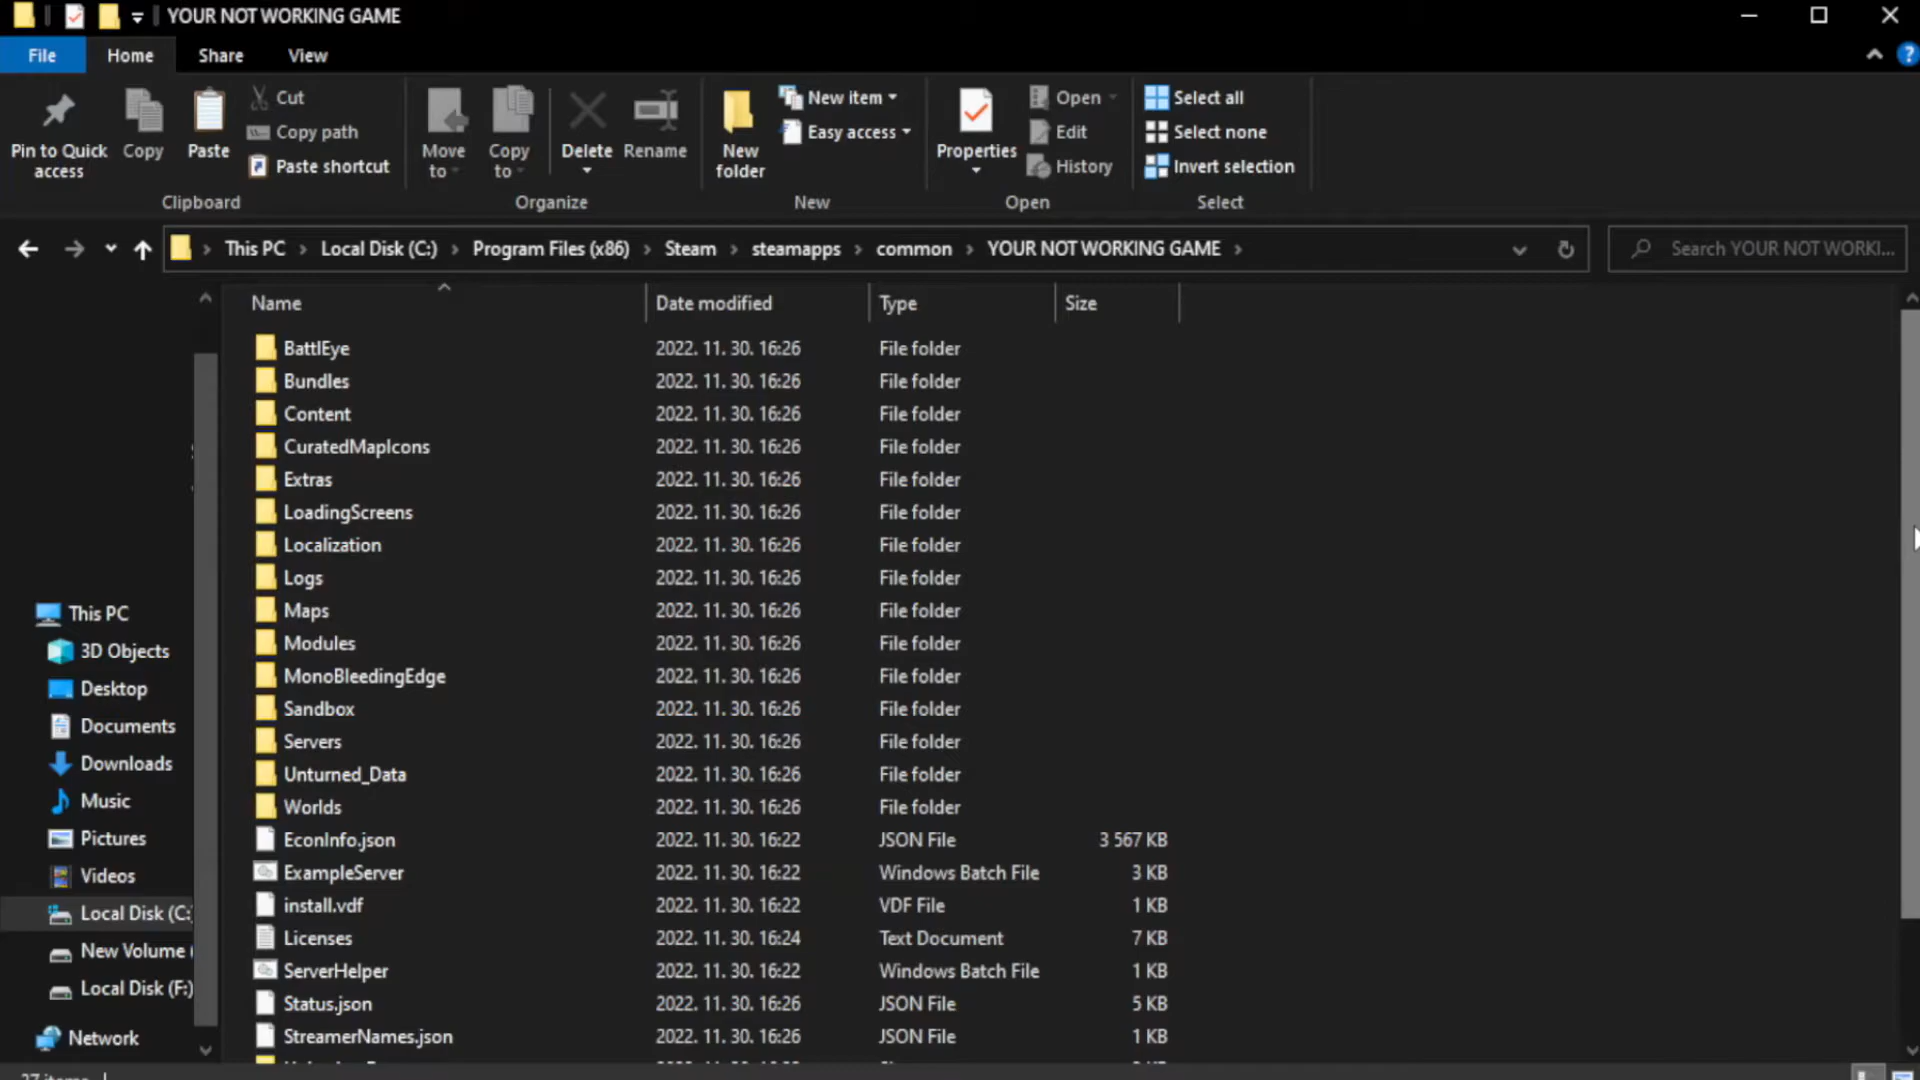 YOUR NOT WORKING GAME
File Home Share View
Pin to Quick access
Copy
Paste
Cut
Copy path
Paste shortcut
Move to
Copy to
Delete
Rename
New folder
New item
Easy access
Properties
Open
Edit
History
Select all
Select none
Invert selection
Clipboard Organize New Open Select
This PC > Local Disk (C:) > Program Files (x86) > Steam > steamapps > common > YOUR NOT WORKING GAME >
Search YOUR NOT WORKI...
Name Date modified Type Size
BattlEye 2022. 11. 30. 16:26 File folder
Bundles 2022. 11. 30. 16:26 File folder
Content 2022. 11. 30. 16:26 File folder
CuratedMapIcons 2022. 11. 30. 16:26 File folder
Extras 2022. 11. 30. 16:26 File folder
LoadingScreens 2022. 11. 30. 16:26 File folder
Localization 2022. 11. 30. 16:26 File folder
Logs 2022. 11. 30. 16:26 File folder
Maps 2022. 11. 30. 16:26 File folder
Modules 2022. 11. 30. 16:26 File folder
MonoBleedingEdge 2022. 11. 30. 16:26 File folder
Sandbox 2022. 11. 30. 16:26 File folder
Servers 2022. 11. 30. 16:26 File folder
Unturned_Data 2022. 11. 30. 16:26 File folder
Worlds 2022. 11. 30. 16:26 File folder
EconInfo.json 2022. 11. 30. 16:22 JSON File 3 567 KB
ExampleServer 2022. 11. 30. 16:22 Windows Batch File 3 KB
install.vdf 2022. 11. 30. 16:22 VDF File 1 KB
Licenses 2022. 11. 30. 16:24 Text Document 7 KB
ServerHelper 2022. 11. 30. 16:22 Windows Batch File 1 KB
Status.json 2022. 11. 30. 16:26 JSON File 5 KB
StreamerNames.json 2022. 11. 30. 16:26 JSON File 1 KB
This PC
3D Objects
Desktop
Documents
Downloads
Music
Pictures
Videos
Local Disk (C:
New Volume (
Local Disk (F:)
Network